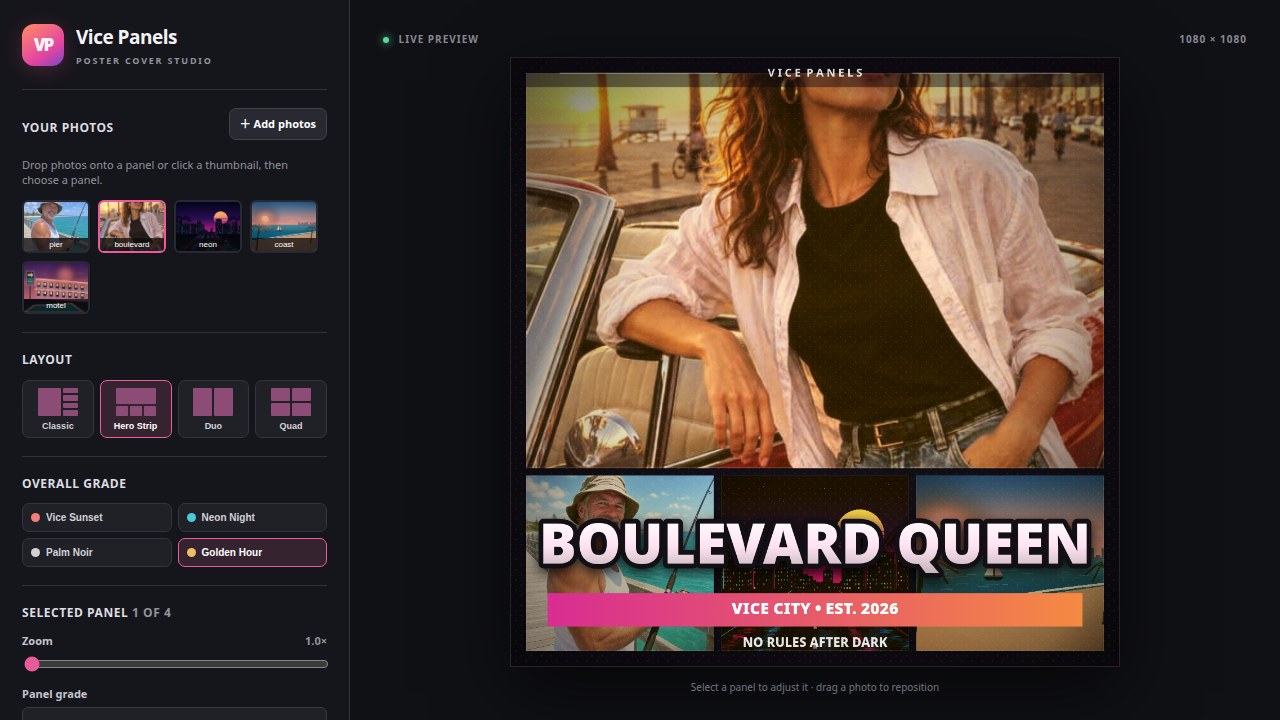 VP
Vice Panels
POSTER COVER STUDIO
YOUR PHOTOS
+ Add photos
Drop photos onto a panel or click a thumbnail, then
choose a panel.
pier
boulevard
neon
coast
motel
LAYOUT
Classic
Hero Strip
Duo
Quad
OVERALL GRADE
Vice Sunset
Neon Night
Palm Noir
Golden Hour
SELECTED PANEL 1 OF 4
Zoom
1.0×
Panel grade
LIVE PREVIEW
1080 × 1080
VICE PANELS
BOULEVARD QUEEN
VICE CITY • EST. 2026
NO RULES AFTER DARK
Select a panel to adjust it · drag a photo to reposition